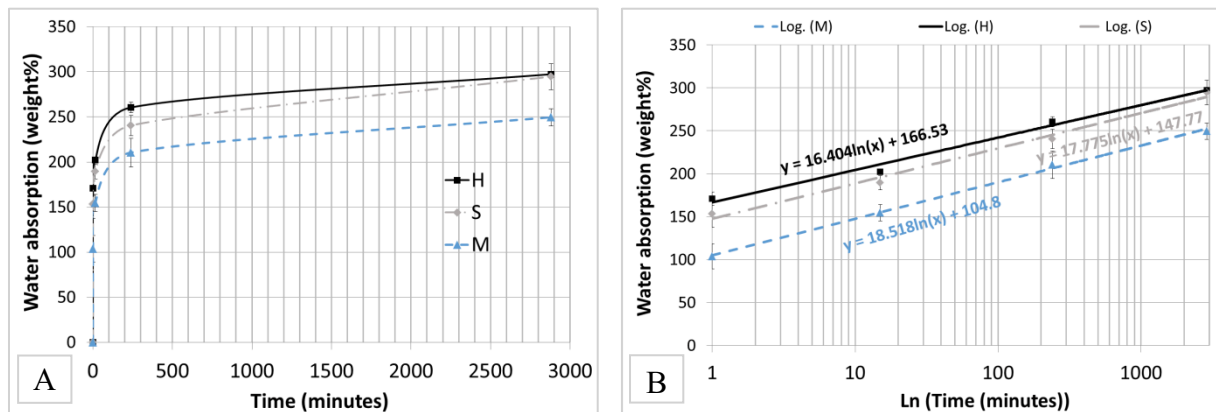 350
300
250
200
150
100
50
0
Water absorption (weight%)
H
S
M
0 500 1000 1500 2000 2500 3000
Time (minutes)
A
Log. (M) Log. (H) Log. (S)
350
300
250
200
150
100
50
0
Water absorption (weight%)
y = 16.404ln(x) + 166.53
y = 17.775ln(x) + 147.77
y = 18.518ln(x) + 104.8
1 10 100 1000
Ln (Time (minutes))
B